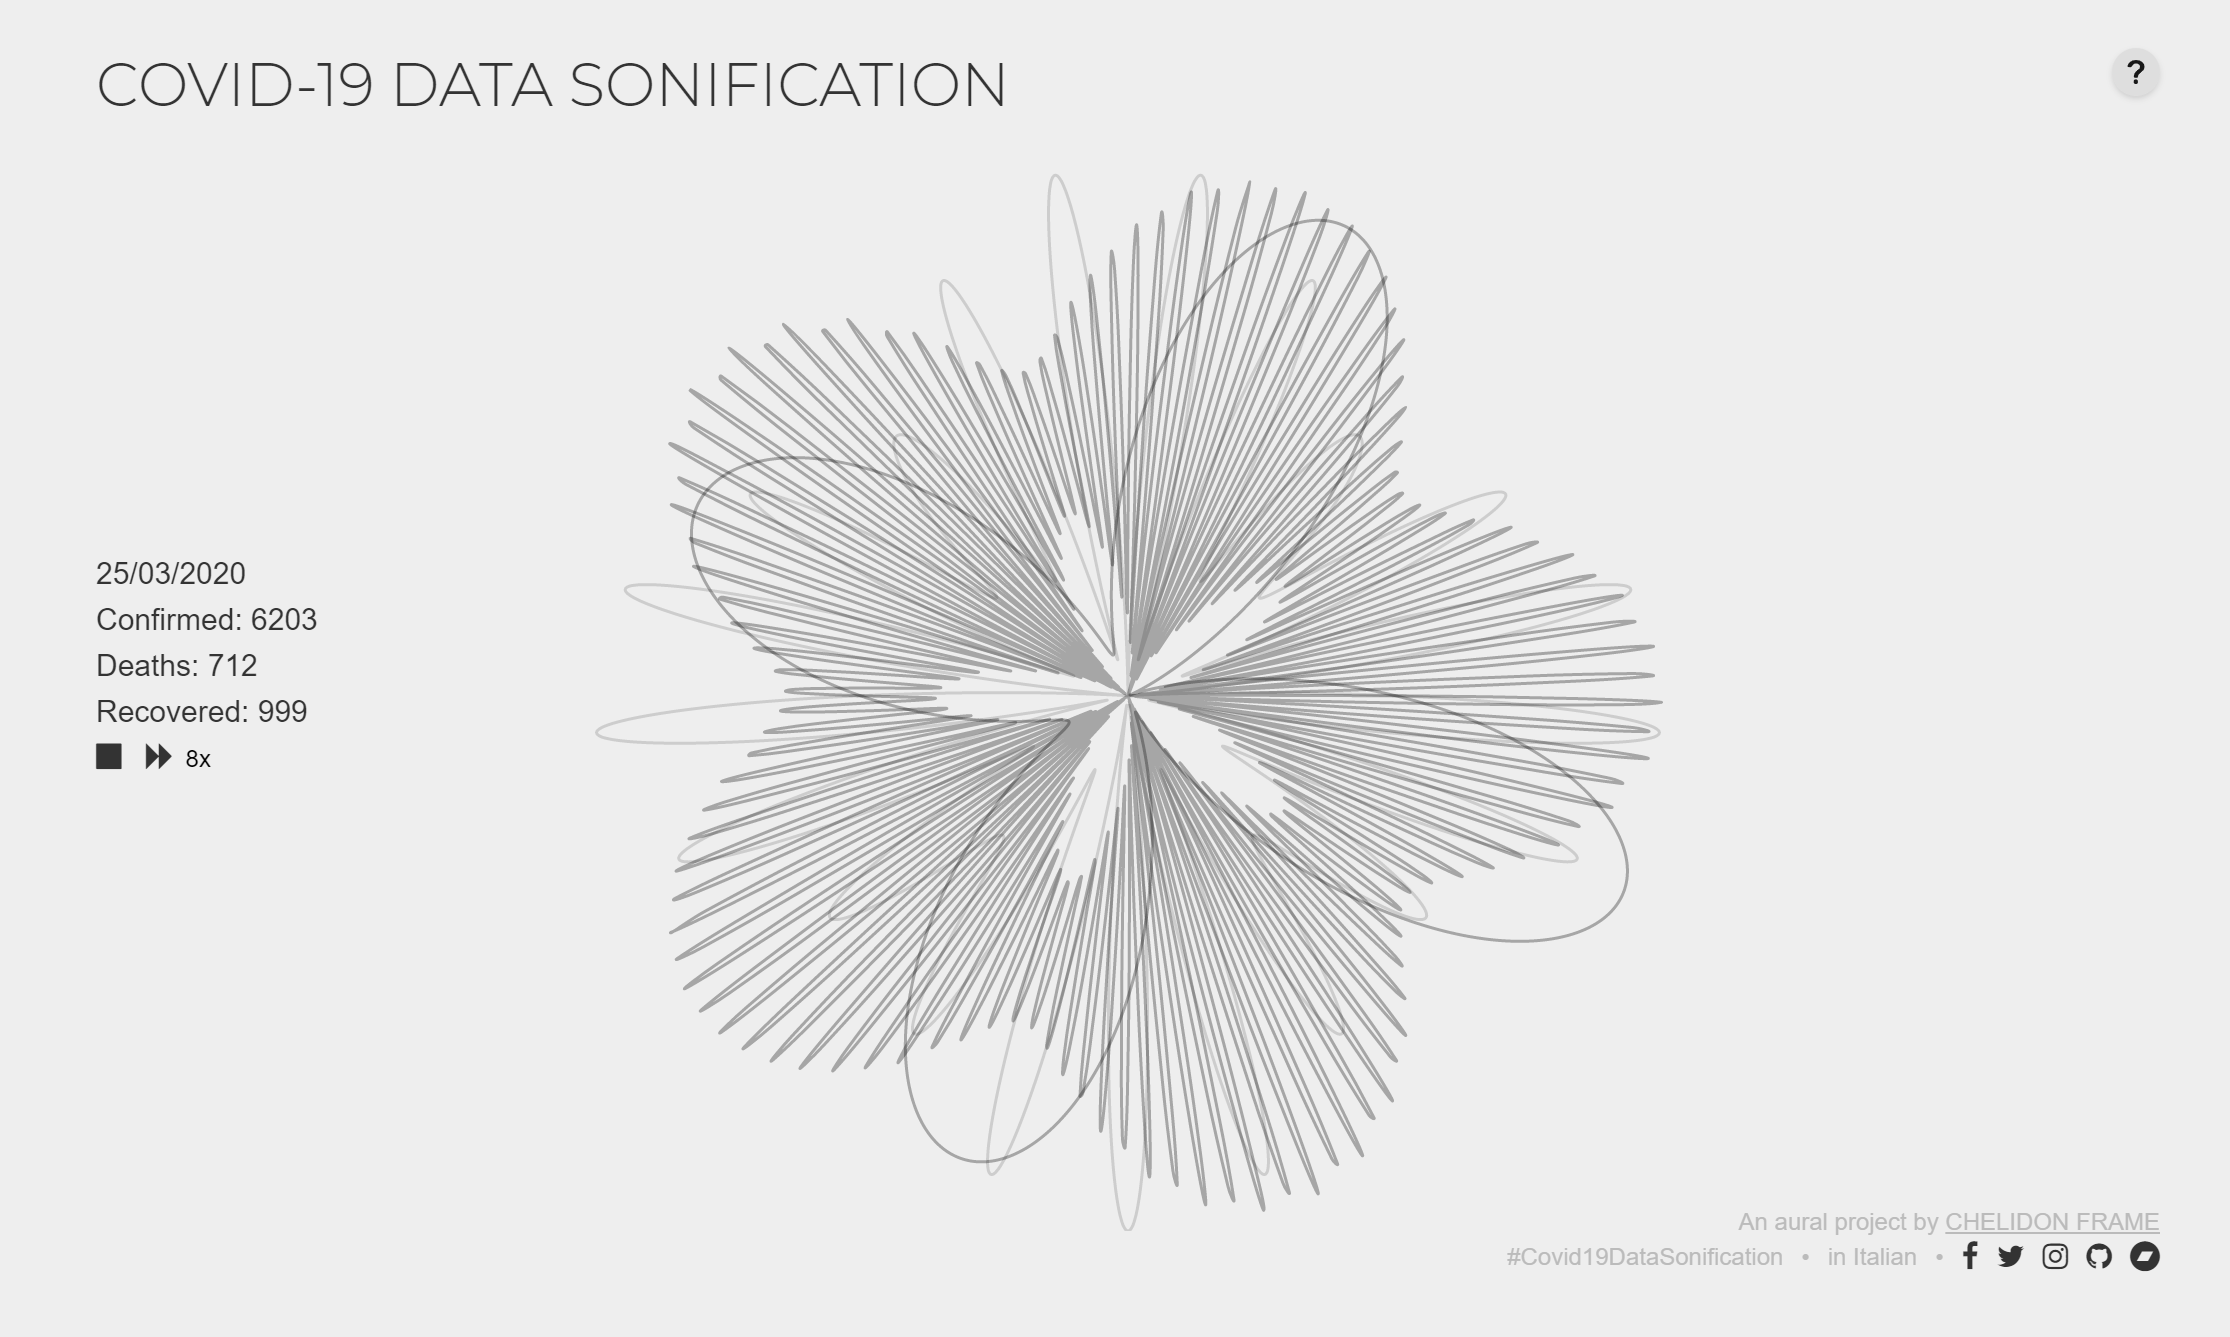 COVID-19 DATA SONIFICATION
?
25/03/2020
Confirmed: 6203
Deaths: 712
Recovered: 999
8x
An aural project by CHELIDON FRAME
#Covid19DataSonification • in Italian •